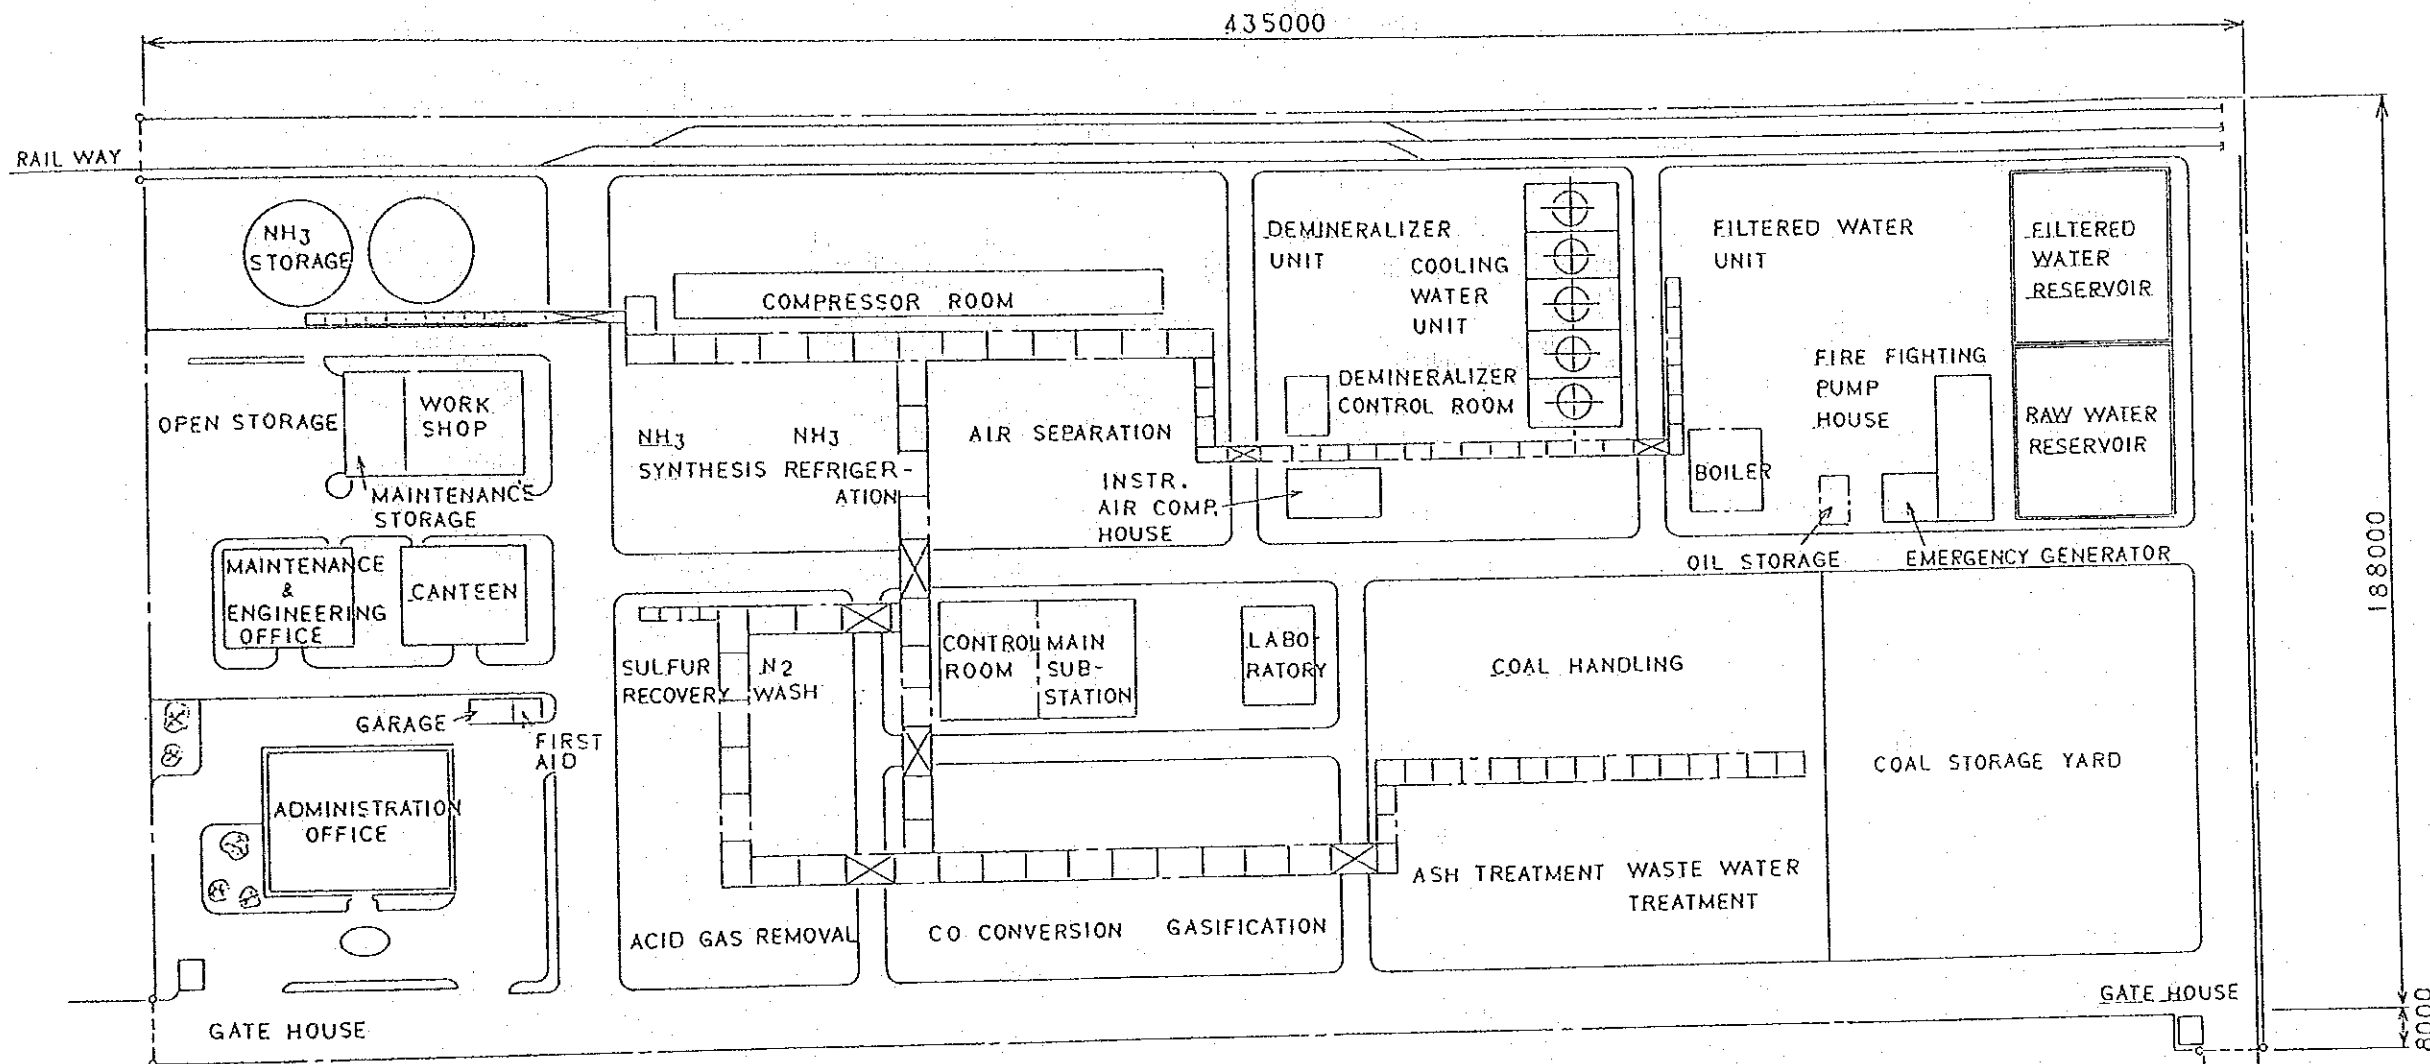 435000
RAIL WAY
NH3
STORAGE
COMPRESSOR ROOM
DEMINERALIZER
UNIT
COOLING
WATER
UNIT
FILTERED WATER
UNIT
FILTERED
WATER
RESERVOIR
OPEN STORAGE
WORK
SHOP
MAINTENANCE
STORAGE
NH3
SYNTHESIS
NH3
REFRIGER-
ATION
AIR SEPARATION
DEMINERALIZER
CONTROL ROOM
INSTR.
AIR COMP.
HOUSE
FIRE FIGHTING
PUMP
HOUSE
RAW WATER
RESERVOIR
BOILER
OIL STORAGE
EMERGENCY GENERATOR
188000
MAINTENANCE
&
ENGINEERING
OFFICE
CANTEEN
SULFUR
RECOVERY
N2
WASH
CONTROL
ROOM
MAIN
SUB-
STATION
LABO-
RATORY
COAL HANDLING
COAL STORAGE YARD
GARAGE
FIRST
AID
ADMINISTRATION
OFFICE
ACID GAS REMOVAL
CO CONVERSION
GASIFICATION
ASH TREATMENT
WASTE WATER
TREATMENT
GATE HOUSE
GATE HOUSE
8000